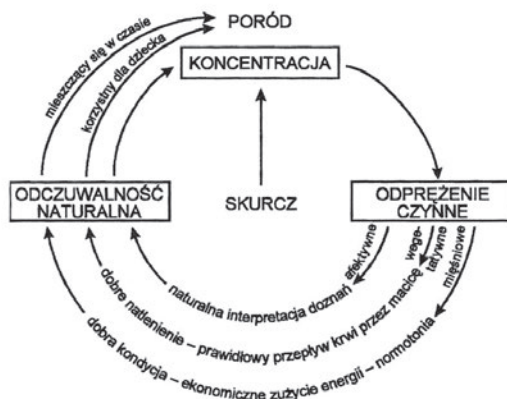 PORÓD
mieszczący się w czasie
korzystny dla dziecka
KONCENTRACJA
ODCZUWALNOŚĆ
NATURALNA
SKURCZ
ODPRĘŻENIE
CZYNNE
afektywne
wege-
tatywne
mięśniowe
naturalna interpretacja doznań
dobre natlenienie – prawidłowy przepływ krwi przez macicę
dobra kondycja – ekonomiczne zużycie energii – normotonia